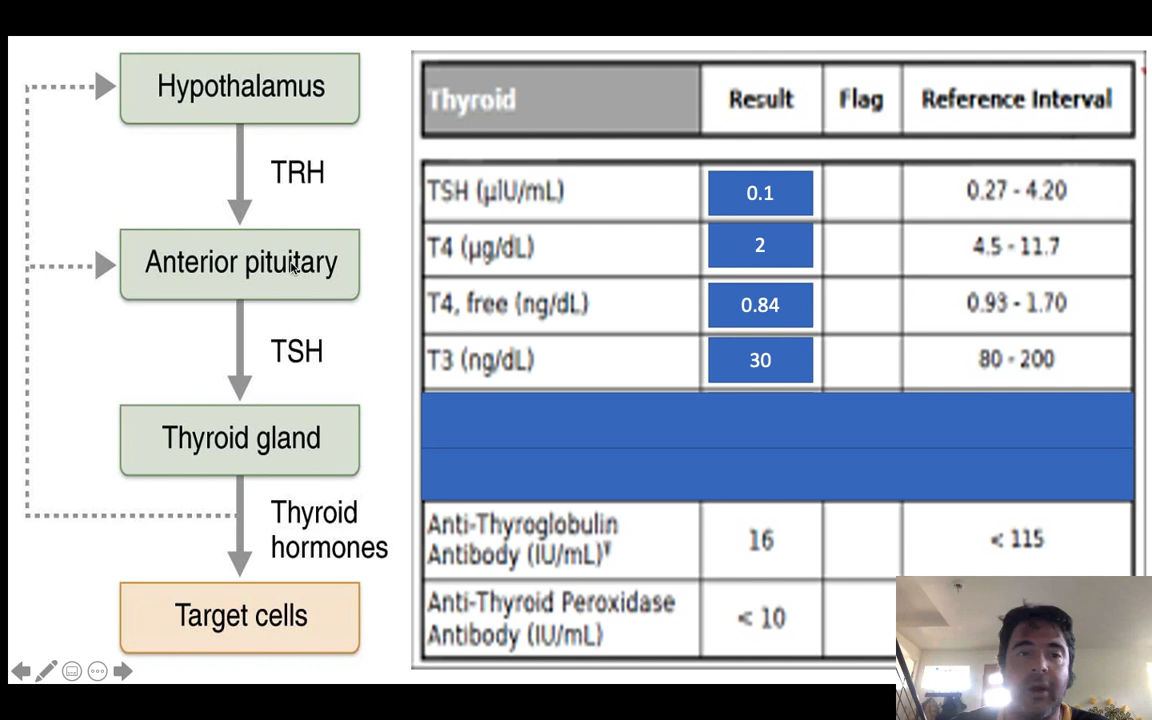 Hypothalamus
TRH
Anterior pituitary
TSH
Thyroid gland
Thyroid
hormones
Target cells
Thyroid Result Flag Reference Interval
TSH (µIU/mL) 0.1 0.27 - 4.20
T4 (µg/dL) 2 4.5 - 11.7
T4, free (ng/dL) 0.84 0.93 - 1.70
T3 (ng/dL) 30 80 - 200
Anti-Thyroglobulin
Antibody (IU/mL)¥ 16 < 115
Anti-Thyroid Peroxidase
Antibody (IU/mL) < 10